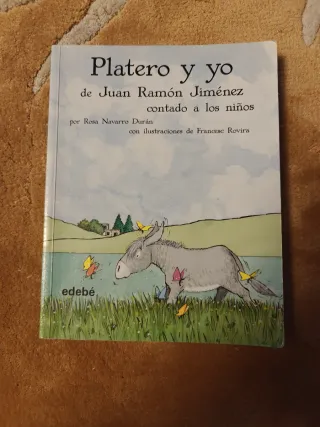 Platero y yo
de Juan Ramón Jiménez
contado a los niños
por Rosa Navarro Durán
con ilustraciones de Francesc Rovira
edebé